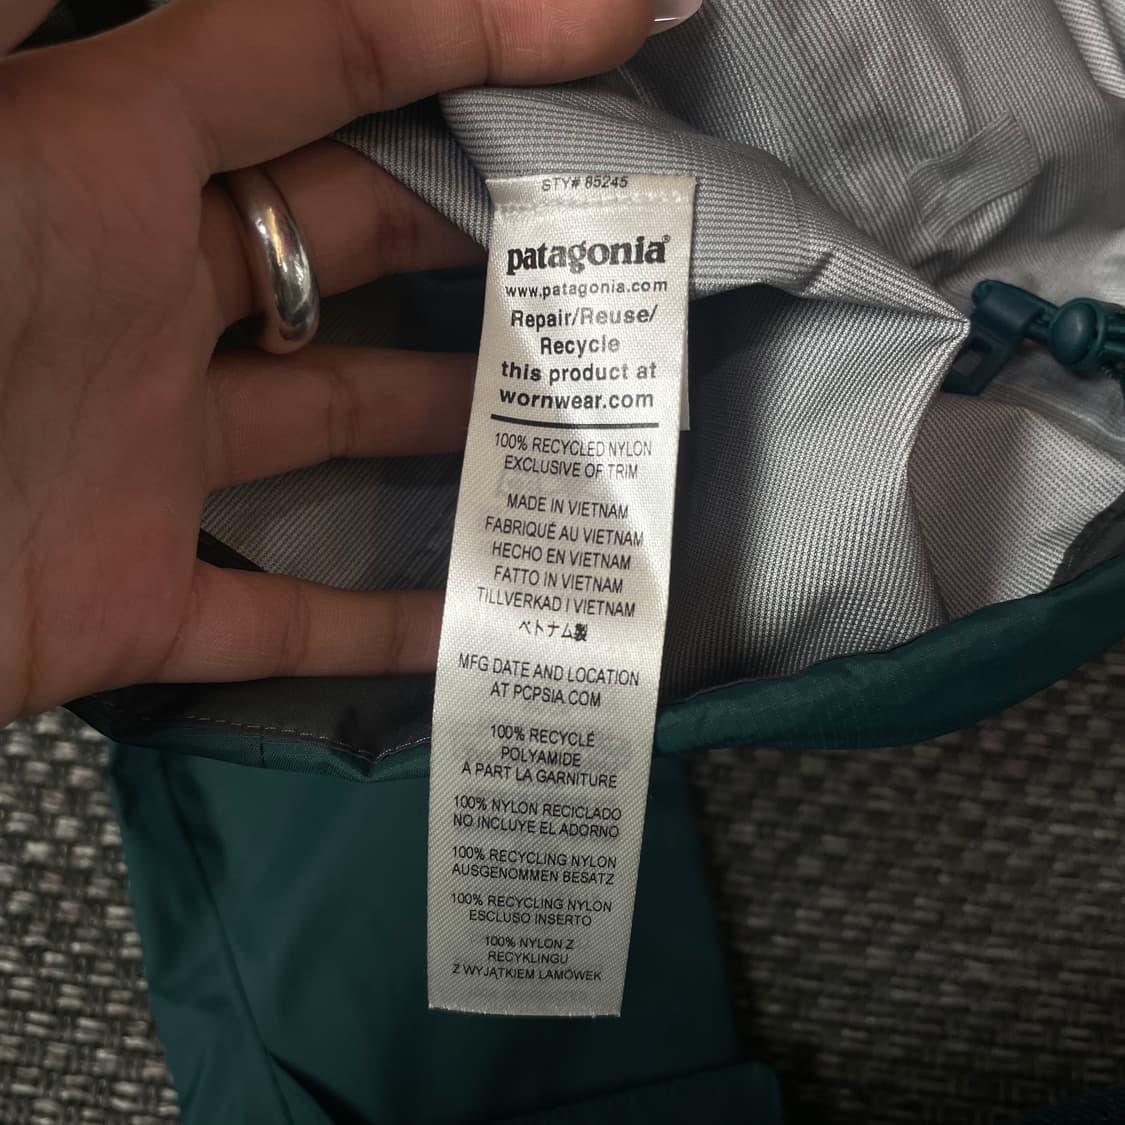 STY# 85245
patagonia®
www.patagonia.com
Repair/Reuse/
Recycle
this product at
wornwear.com
100% RECYCLED NYLON
EXCLUSIVE OF TRIM
MADE IN VIETNAM
FABRIQUÉ AU VIETNAM
HECHO EN VIETNAM
FATTO IN VIETNAM
TILLVERKAD I VIETNAM
ベトナム製
MFG DATE AND LOCATION
AT PCPSIA.COM
100% RECYCLÉ
POLYAMIDE
À PART LA GARNITURE
100% NYLON RECICLADO
NO INCLUYE EL ADORNO
100% RECYCLING NYLON
AUSGENOMMEN BESATZ
100% RECYCLING NYLON
ESCLUSO INSERTO
100% NYLON Z
RECYKLINGU
Z WYJĄTKIEM LAMÓWEK